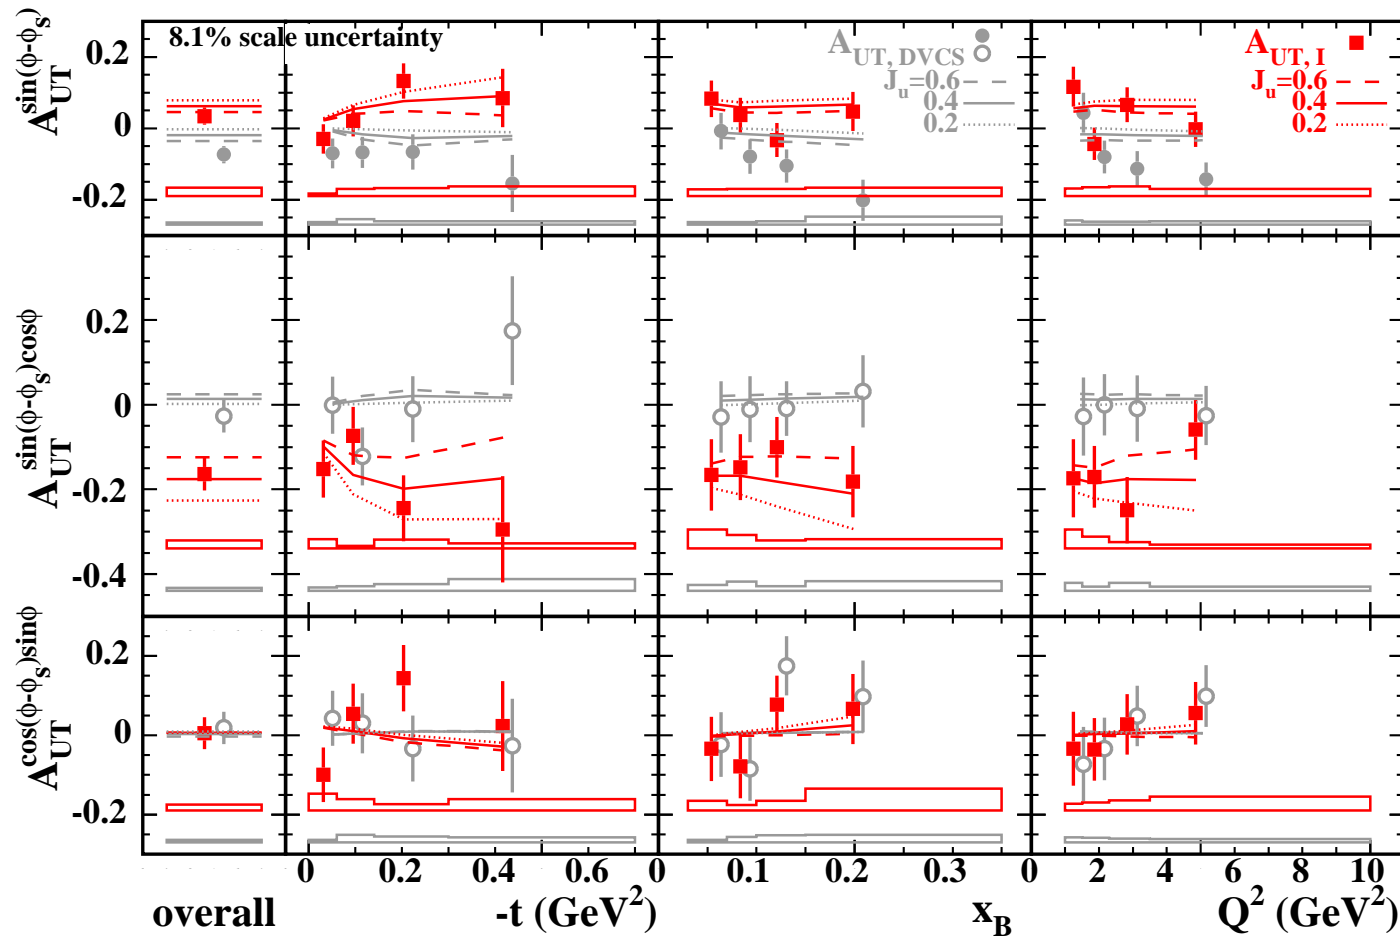 8.1% scale uncertainty
A_UT, DVCS
J_u=0.6
0.4
0.2
A_UT, I
J_u=0.6
0.4
0.2
A_UT^sin(ϕ-ϕ_s)
0.2
0
-0.2
A_UT^sin(ϕ-ϕ_s)cosϕ
0.2
0
-0.2
-0.4
A_UT^cos(ϕ-ϕ_s)sinϕ
0.2
0
-0.2
0 0.2 0.4 0.6 0 0.1 0.2 0.3 0 2 4 6 8 10
overall -t (GeV^2) x_B Q^2 (GeV^2)